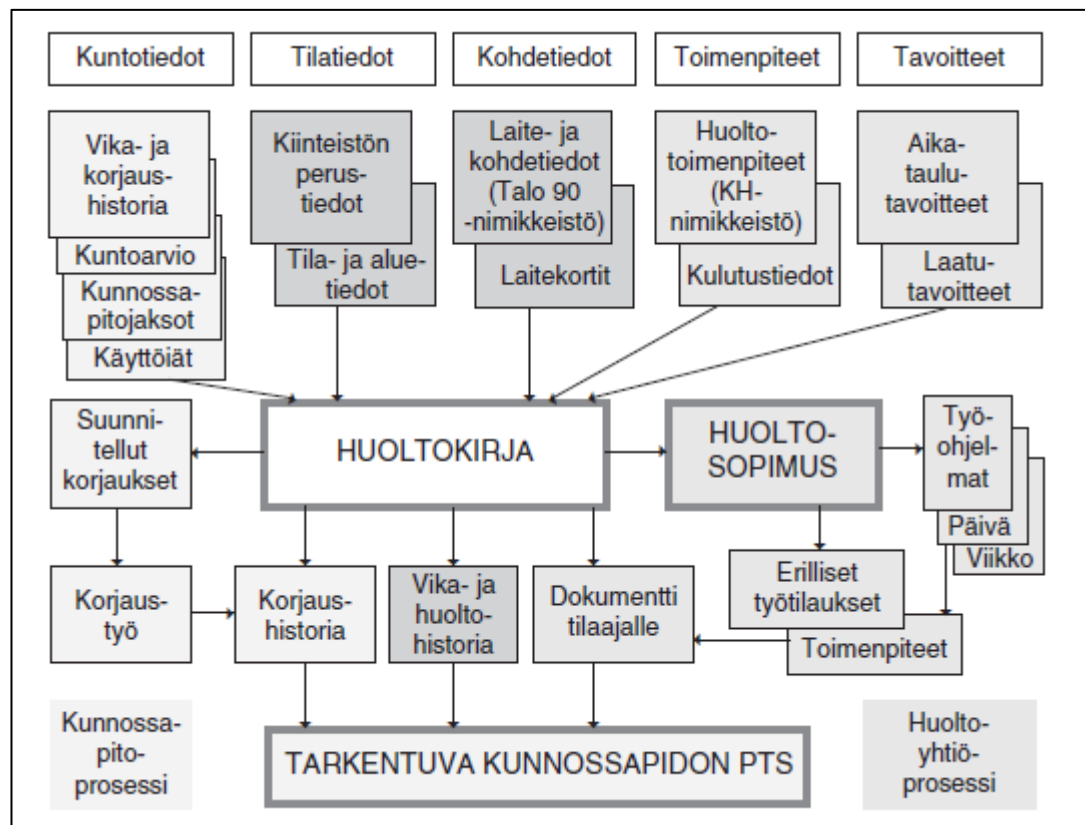 Kuntotiedot
Tilatiedot
Kohdetiedot
Toimenpiteet
Tavoitteet
Vika- ja
korjaus-
historia
Kuntoarvio
Kunnossa-
pitojaksot
Käyttöiät
Kiinteistön
perus-
tiedot
Tila- ja alue-
tiedot
Laite- ja
kohdetiedot
(Talo 90
-nimikkeistö)
Laitekortit
Huolto-
toimenpiteet
(KH-
nimikkeistö)
Kulutustiedot
Aika-
taulu-
tavoitteet
Laatu-
tavoitteet
Suunni-
tellut
korjaukset
HUOLTOKIRJA
HUOLTO-
SOPIMUS
Työ-
ohjel-
mat
Päivä
Viikko
Korjaus-
työ
Korjaus-
historia
Vika- ja
huolto-
historia
Dokumentti
tilaajalle
Erilliset
työtilaukset
Toimenpiteet
Kunnossa-
pito-
prosessi
TARKENTUVA KUNNOSSAPIDON PTS
Huolto-
yhtiö-
prosessi